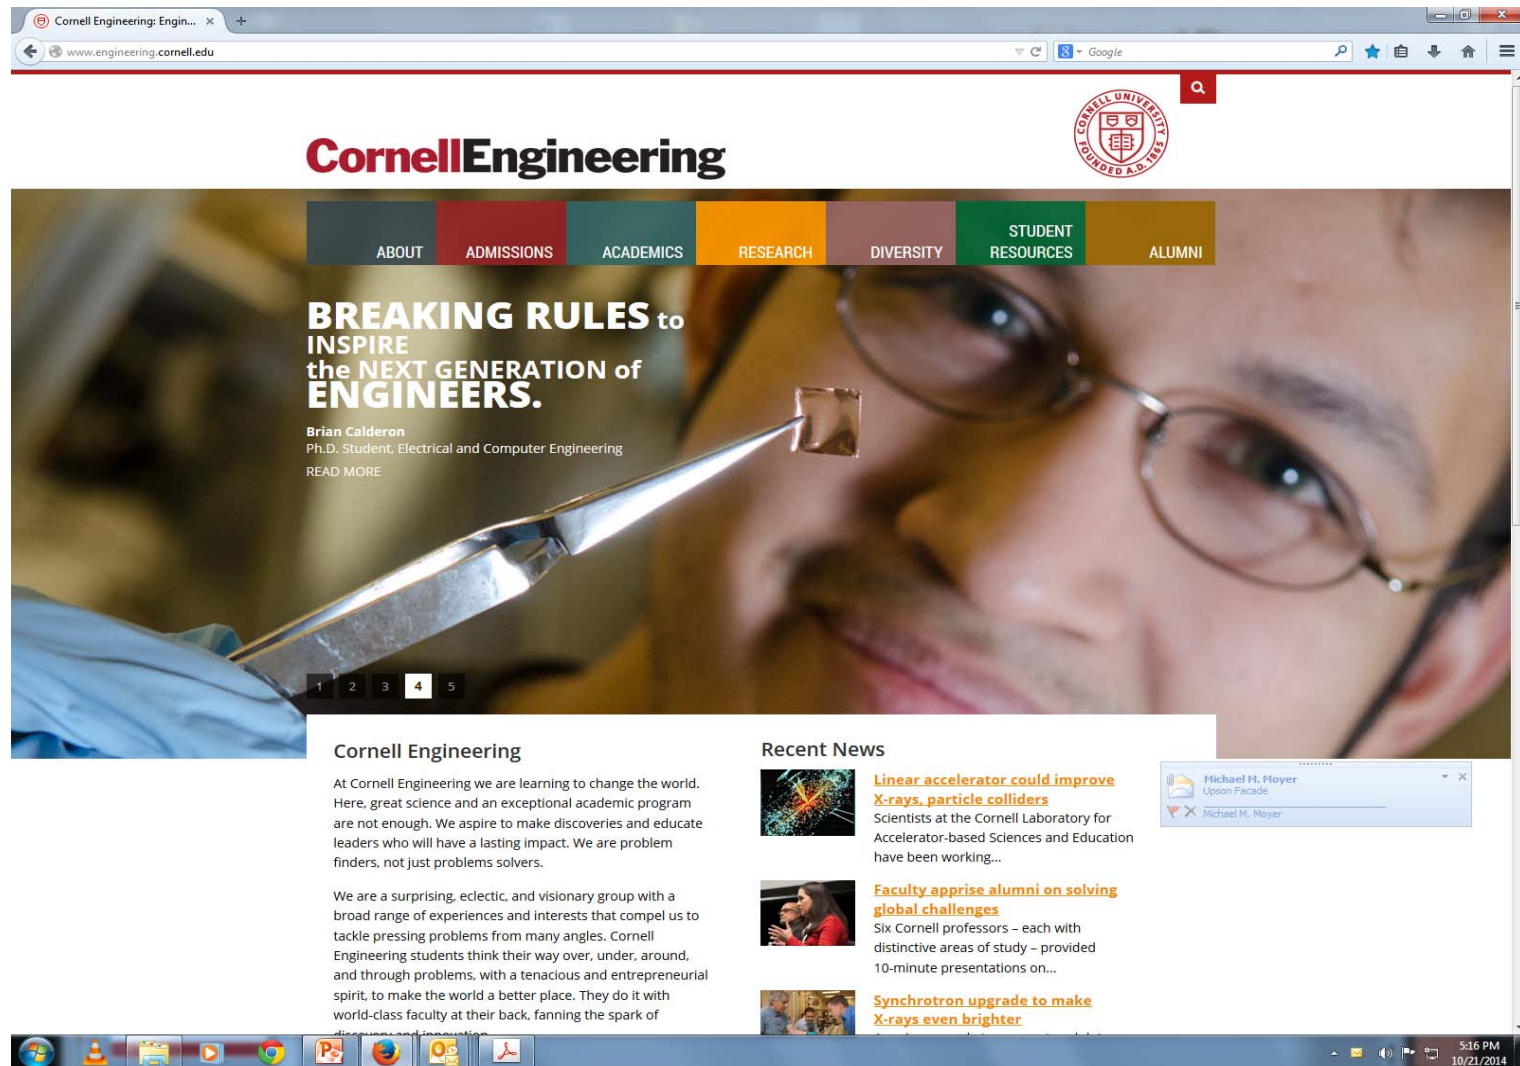 Cornell Engineering: Engin...
www.engineering.cornell.edu
Google
CORNELL UNIVERSITY
FOUNDED A.D. 1865
CornellEngineering
ABOUT
ADMISSIONS
ACADEMICS
RESEARCH
DIVERSITY
STUDENT
RESOURCES
ALUMNI
BREAKING RULES to
INSPIRE
the NEXT GENERATION of
ENGINEERS.
Brian Calderon
Ph.D. Student, Electrical and Computer Engineering
READ MORE
1 2 3 4 5
Cornell Engineering
At Cornell Engineering we are learning to change the world.
Here, great science and an exceptional academic program
are not enough. We aspire to make discoveries and educate
leaders who will have a lasting impact. We are problem
finders, not just problems solvers.
We are a surprising, eclectic, and visionary group with a
broad range of experiences and interests that compel us to
tackle pressing problems from many angles. Cornell
Engineering students think their way over, under, around,
and through problems, with a tenacious and entrepreneurial
spirit, to make the world a better place. They do it with
world-class faculty at their back, fanning the spark of
discovery and innovation
Recent News
Linear accelerator could improve
X-rays, particle colliders
Scientists at the Cornell Laboratory for
Accelerator-based Sciences and Education
have been working...
Faculty apprise alumni on solving
global challenges
Six Cornell professors – each with
distinctive areas of study – provided
10-minute presentations on...
Synchrotron upgrade to make
X-rays even brighter
Michael M. Moyer
Upson Facade
Michael M. Moyer
5:16 PM
10/21/2014